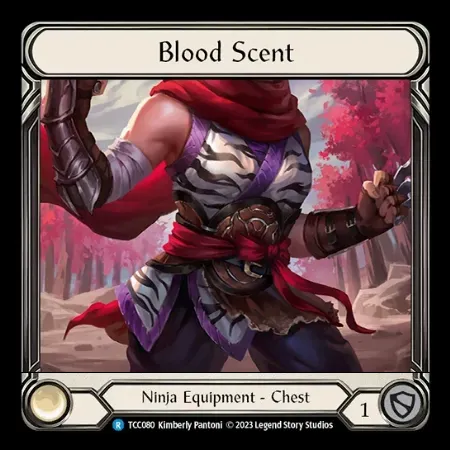 Blood Scent
Ninja Equipment - Chest
1
R TCC080 Kimberly Pantoni © 2023 Legend Story Studios